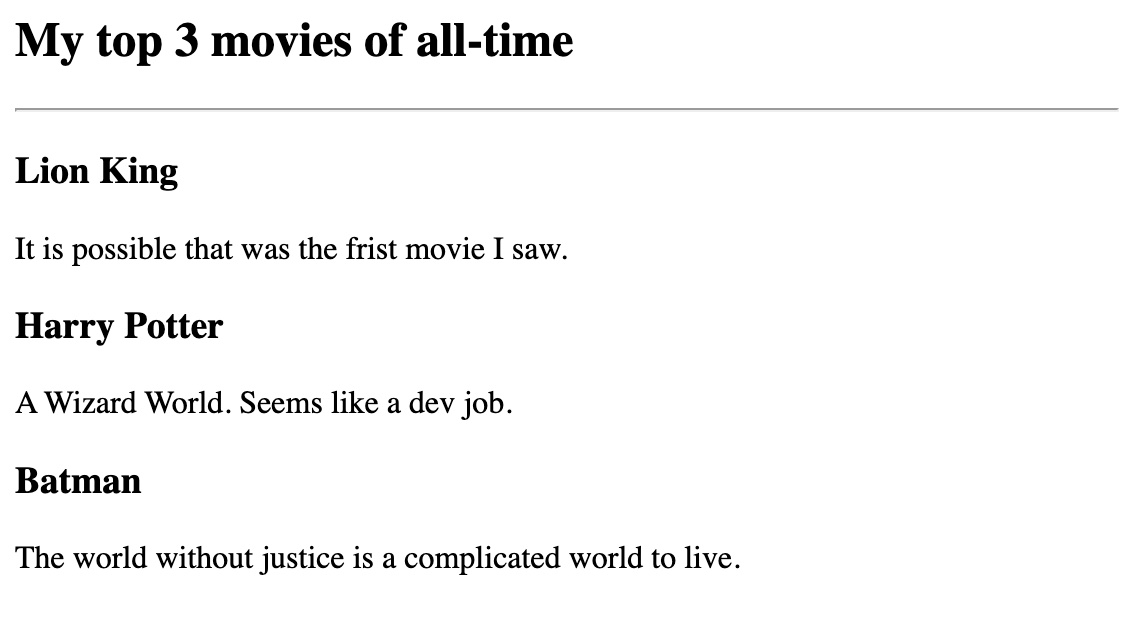 My top 3 movies of all-time
Lion King
It is possible that was the frist movie I saw.
Harry Potter
A Wizard World. Seems like a dev job.
Batman
The world without justice is a complicated world to live.